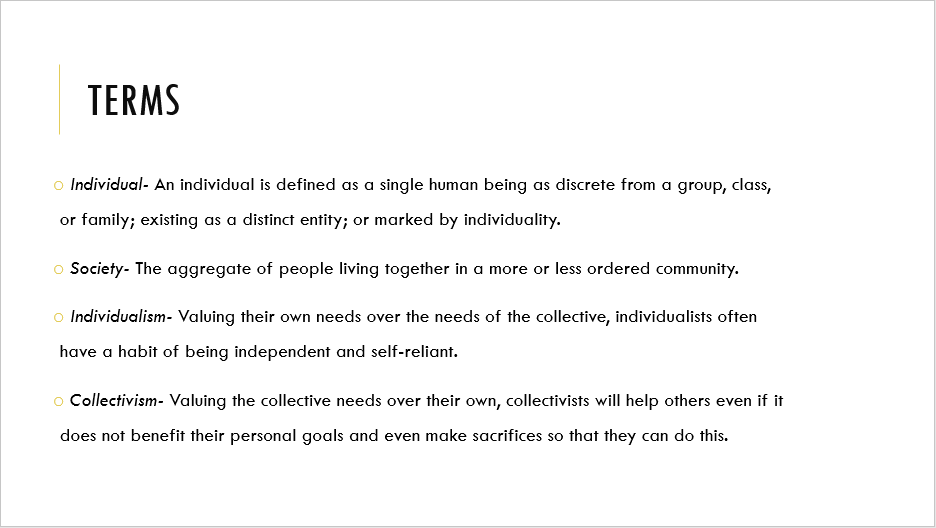 TERMS
Individual- An individual is defined as a single human being as discrete from a group, class,
or family; existing as a distinct entity; or marked by individuality.
Society- The aggregate of people living together in a more or less ordered community.
Individualism- Valuing their own needs over the needs of the collective, individualists often
have a habit of being independent and self-reliant.
Collectivism- Valuing the collective needs over their own, collectivists will help others even if it
does not benefit their personal goals and even make sacrifices so that they can do this.